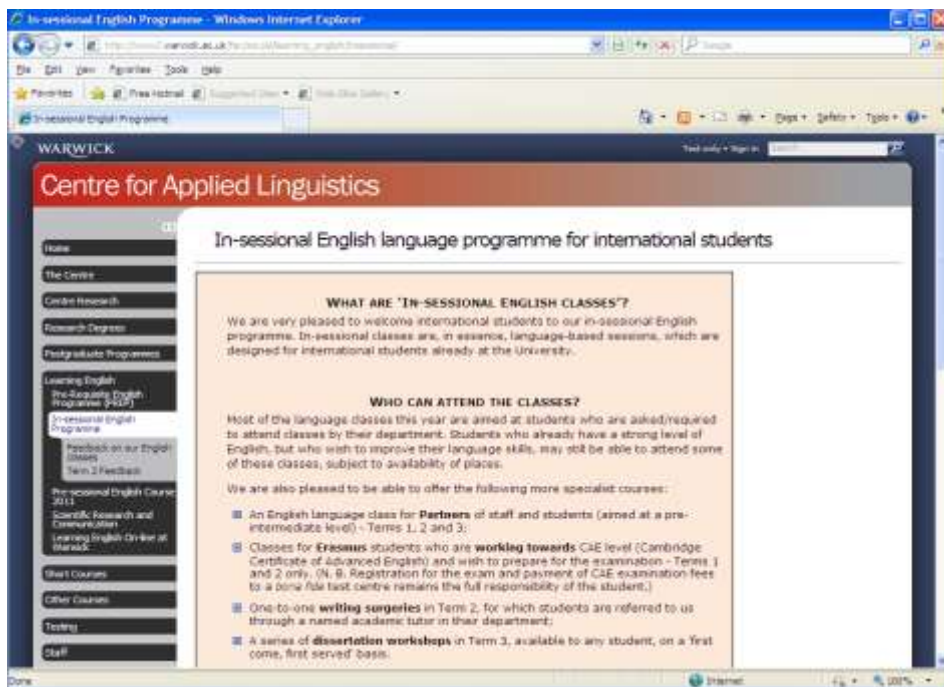 In-sessional English Programme - Windows Internet Explorer
File Edit View Favorites Tools Help
Favorites Free Hotmail
In-sessional English Programme
Page Safety Tools
WARWICK
Text only Sign in
Centre for Applied Linguistics
In-sessional English language programme for international students
Home
The Centre
Centre Research
Research Degrees
Postgraduate Programmes
Learning English
Pre-Requisite English
Programme (PREP)
In-sessional English
Programme
Feedback on our English
Classes
Term 2 Feedback
Pre-sessional English Course
2011
Scientific Research and
Communication
Learning English On-line at
Warwick
Short Courses
Other Courses
Testing
Staff
WHAT ARE 'IN-SESSIONAL ENGLISH CLASSES'?
We are very pleased to welcome international students to our in-sessional English
programme. In-sessional classes are, in essence, language-based sessions, which are
designed for international students already at the University.
WHO CAN ATTEND THE CLASSES?
Most of the language classes this year are aimed at students who are asked/required
to attend classes by their department. Students who already have a strong level of
English, but who wish to improve their language skills, may still be able to attend some
of these classes, subject to availability of places.
We are also pleased to be able to offer the following more specialist courses:
An English language class for Partners of staff and students (aimed at a pre-
intermediate level) - Terms 1, 2 and 3;
Classes for Erasmus students who are working towards CAE level (Cambridge
Certificate of Advanced English) and wish to prepare for the examination - Terms 1
and 2 only. (N. B. Registration for the exam and payment of CAE examination fees
to a bona fide test centre remains the full responsibility of the student.)
One-to-one writing surgeries in Term 2, for which students are referred to us
through a named academic tutor in their department;
A series of dissertation workshops in Term 3, available to any student, on a 'first
come, first served' basis.
Done
Internet
100%